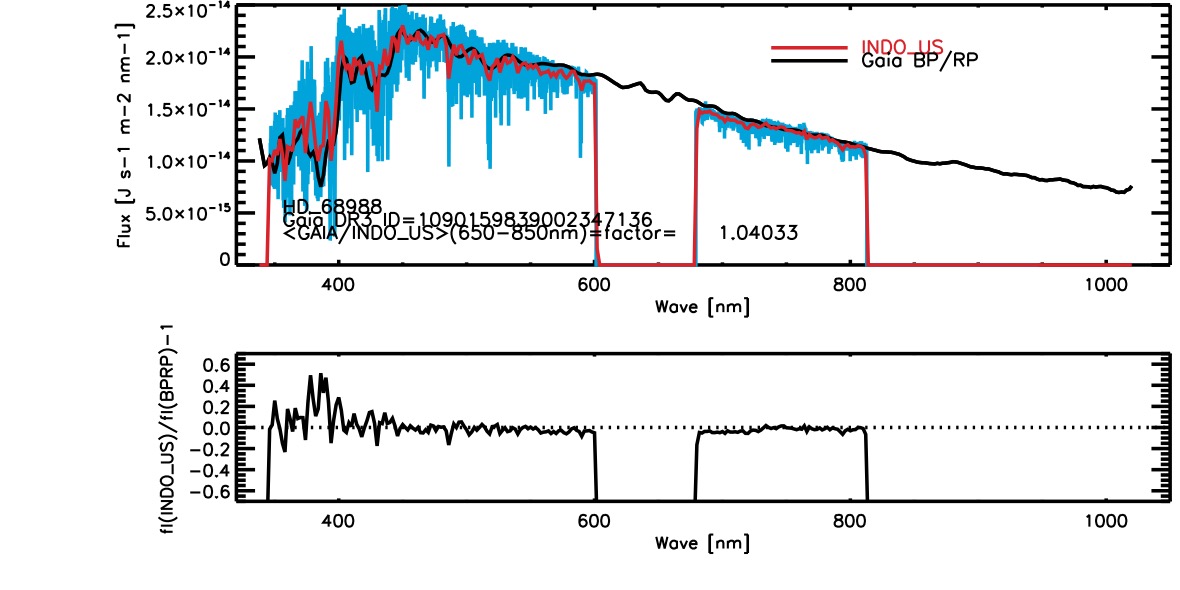 2.5×10−14
2.0×10−14
1.5×10−14
1.0×10−14
5.0×10−15
0
Flux [J s−1 m−2 nm−1]
INDO_US
Gaia BP/RP
HD_68988
Gaia DR3 ID=1090159839002347136
<GAIA/INDO_US>(650−850nm)=factor= 1.04033
400 600 800 1000
Wave [nm]
fl(INDO_US)/fl(BPRP)−1
0.6
0.4
0.2
0.0
−0.2
−0.4
−0.6
400 600 800 1000
Wave [nm]